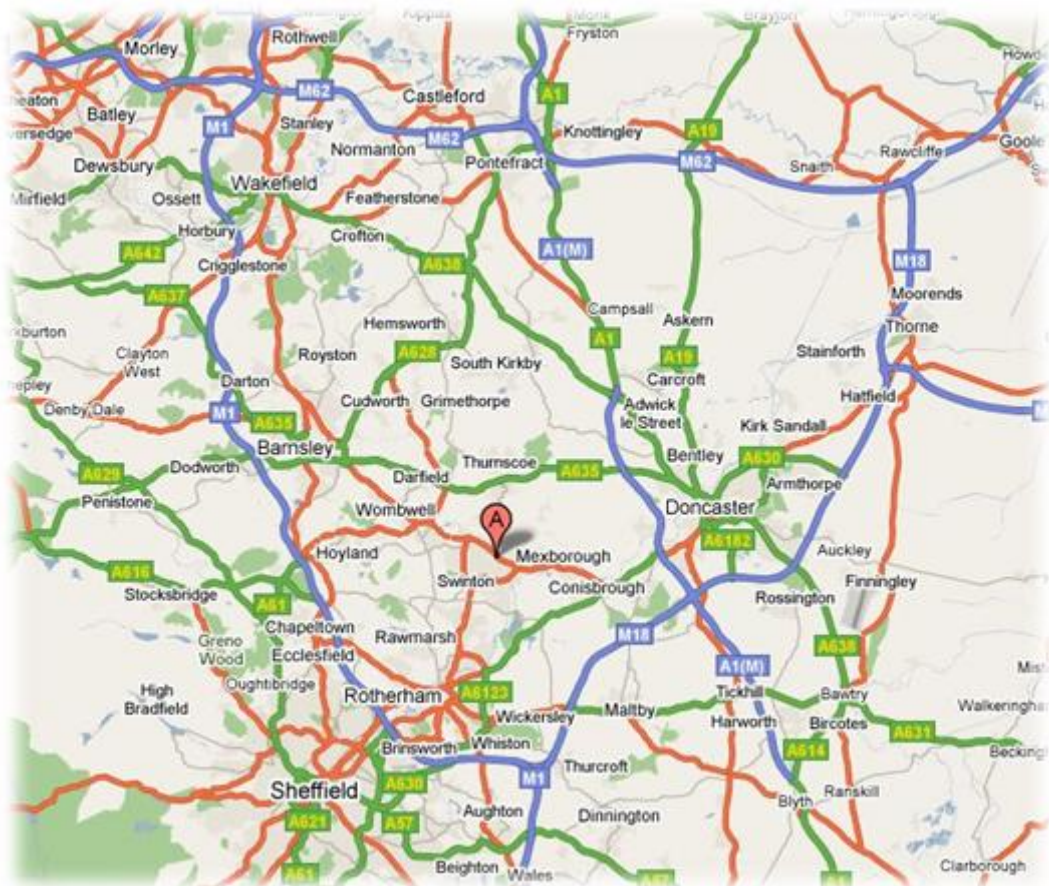 Rothwell
Fryston
Morley
M62
Castleford
A1
Batley
M1
Stanley
Knottingley
A19
Normanton
M62
Pontefract
M62
Snaith
Rawcliffe
Goole
Dewsbury
Wakefield
Mirfield
Ossett
Featherstone
Horbury
Crofton
A642
A1(M)
Crigglestone
A638
M18
A637
Moorends
Campsall
Hemsworth
Askern
Thorne
A1
Royston
A628
South Kirkby
A19
Stainforth
Clayton
West
Darton
Carcroft
Denby Dale
M1
Cudworth
Grimethorpe
Adwick
le Street
Hatfield
A635
Kirk Sandall
Barnsley
Bentley
A630
A629
Dodworth
Thurnscoe
A635
Darfield
Armthorpe
Penistone
Wombwell
Doncaster
A
A6182
Hoyland
Mexborough
Auckley
A616
Swinton
Conisbrough
Finningley
Stocksbridge
A61
Rossington
Chapeltown
Rawmarsh
M18
Greno
Wood
Ecclesfield
A638
A1(M)
Oughtibridge
High
Bradfield
Rotherham
A6123
Tickhill
Bawtry
Wickersley
Maltby
Harworth
Bircotes
A631
Brinsworth
Whiston
A614
M1
Thurcroft
Sheffield
A630
Ranskill
Blyth
A621
A57
Aughton
Dinnington
Beighton
Wales
A61
A57
A1
Clarborough